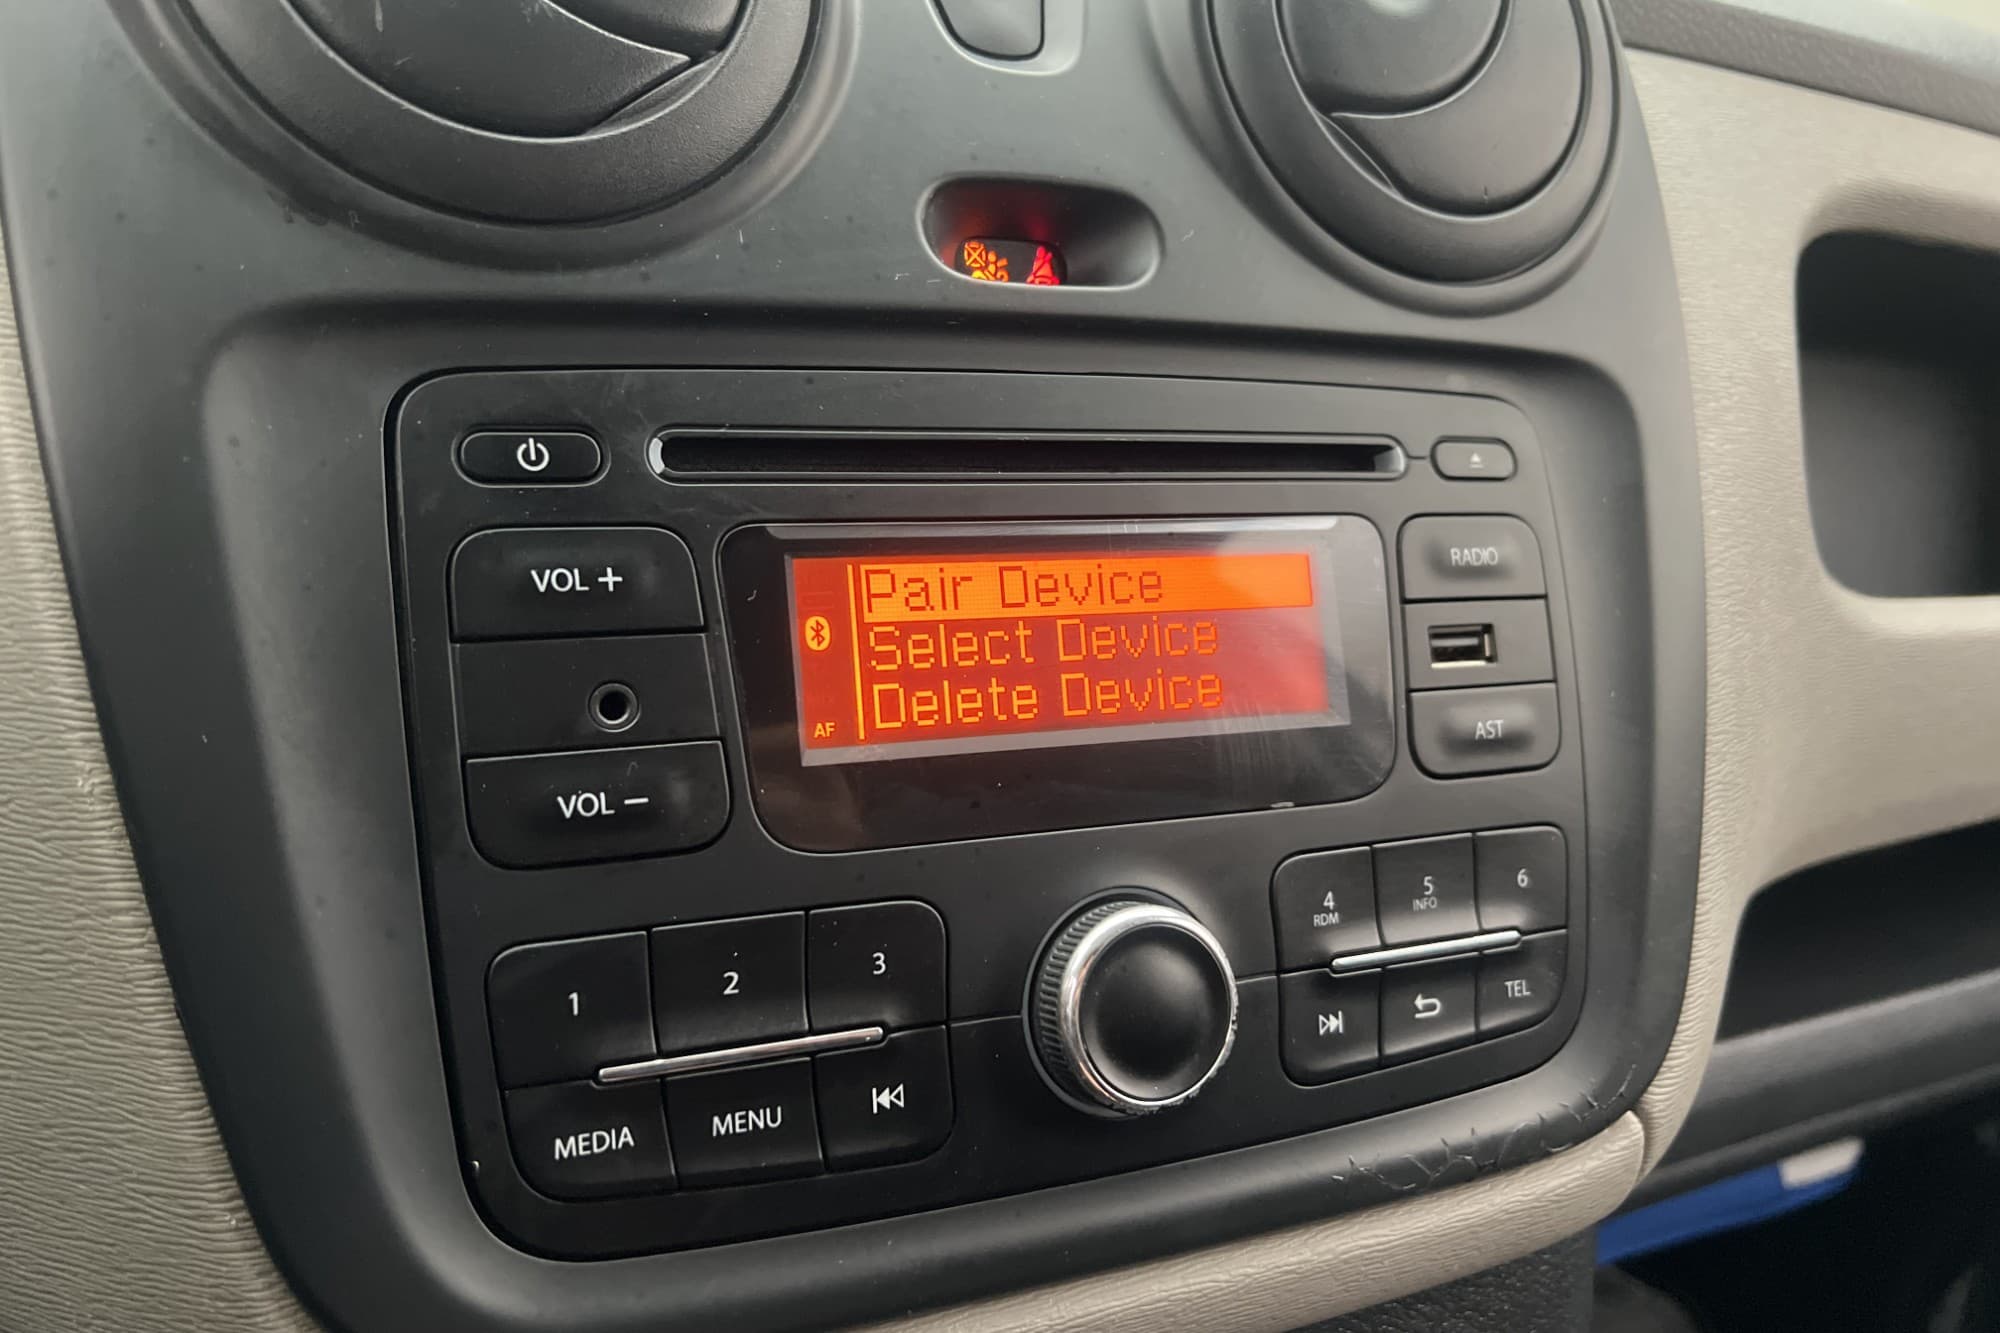 VOL +
VOL −
Pair Device
Select Device
Delete Device
AF
RADIO
AST
1
2
3
MEDIA
MENU
4
RDM
5
INFO
6
TEL